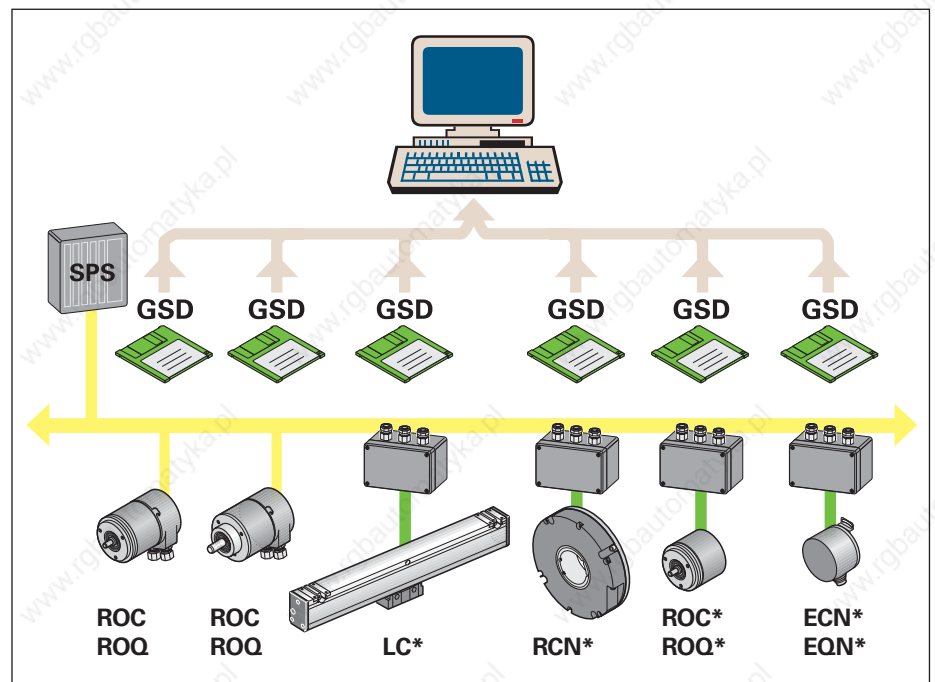 SPS
GSD GSD GSD GSD GSD GSD
ROC ROC ROC* ECN*
ROQ ROQ LC* RCN* ROQ* EQN*
www.rgbautomatyka.pl